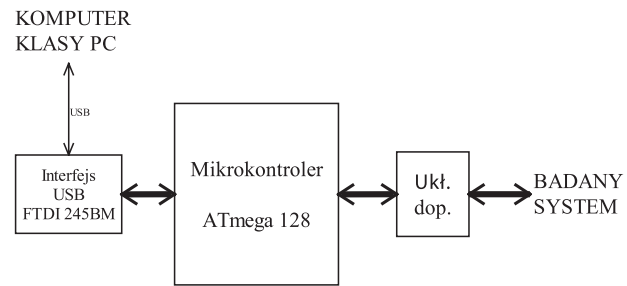 KOMPUTER
KLASY PC
USB
Interfejs
USB
FTDI 245BM
Mikrokontroler
ATmega 128
Ukł.
dop.
BADANY
SYSTEM